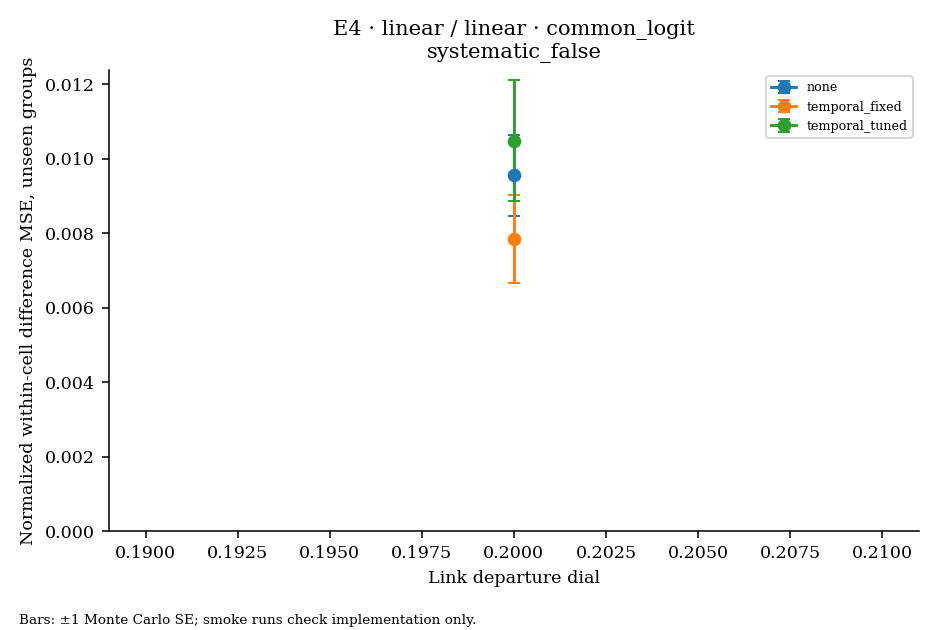 E4 · linear / linear · common_logit
systematic_false
Normalized within-cell difference MSE, unseen groups
0.012
0.010
0.008
0.006
0.004
0.002
0.000
none
temporal_fixed
temporal_tuned
0.1900 0.1925 0.1950 0.1975 0.2000 0.2025 0.2050 0.2075 0.2100
Link departure dial
Bars: ±1 Monte Carlo SE; smoke runs check implementation only.